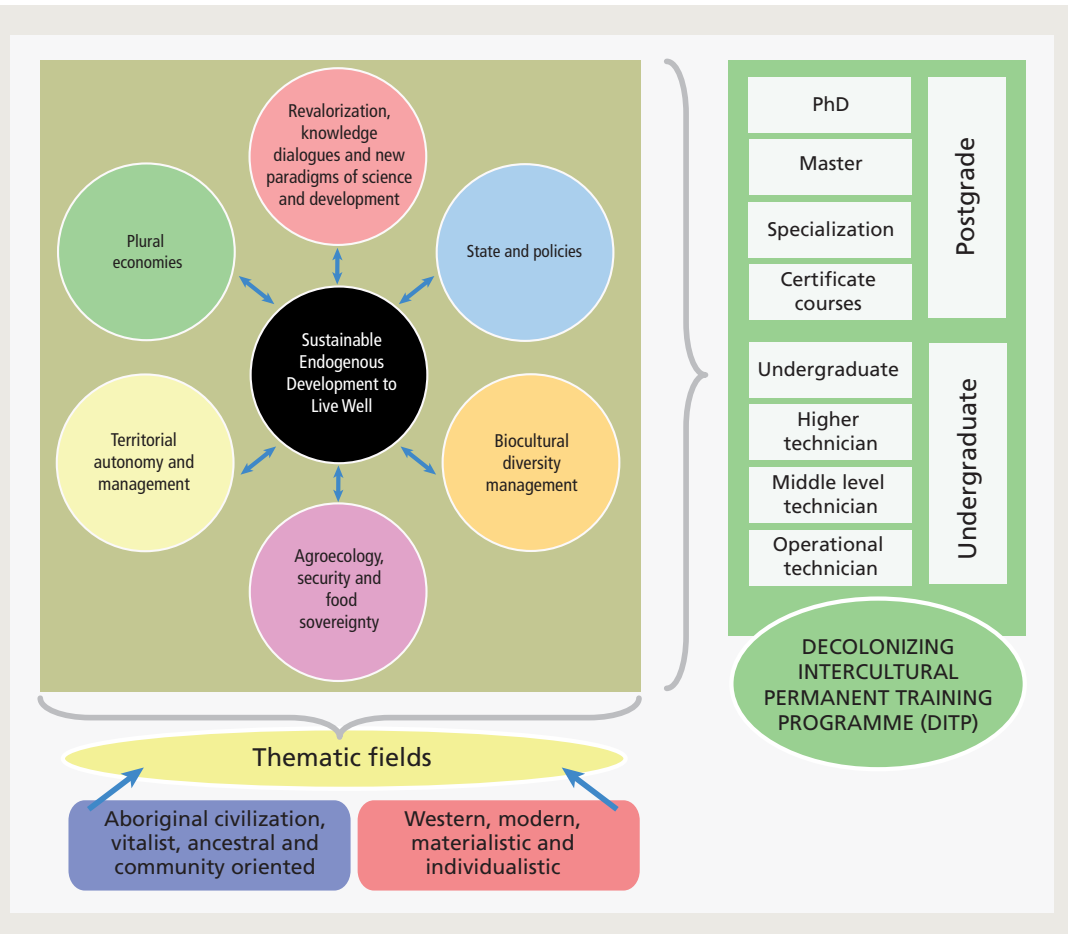 Revalorization,
knowledge
dialogues and new
paradigms of science
and development
Plural
economies
State and policies
Sustainable
Endogenous
Development to
Live Well
Territorial
autonomy and
management
Biocultural
diversity
management
Agroecology,
security and
food
sovereignty
Thematic fields
Aboriginal civilization,
vitalist, ancestral and
community oriented
Western, modern,
materialistic and
individualistic
PhD
Master
Specialization
Certificate
courses
Postgrade
Undergraduate
Higher
technician
Middle level
technician
Operational
technician
Undergraduate
DECOLONIZING
INTERCULTURAL
PERMANENT TRAINING
PROGRAMME (DITP)